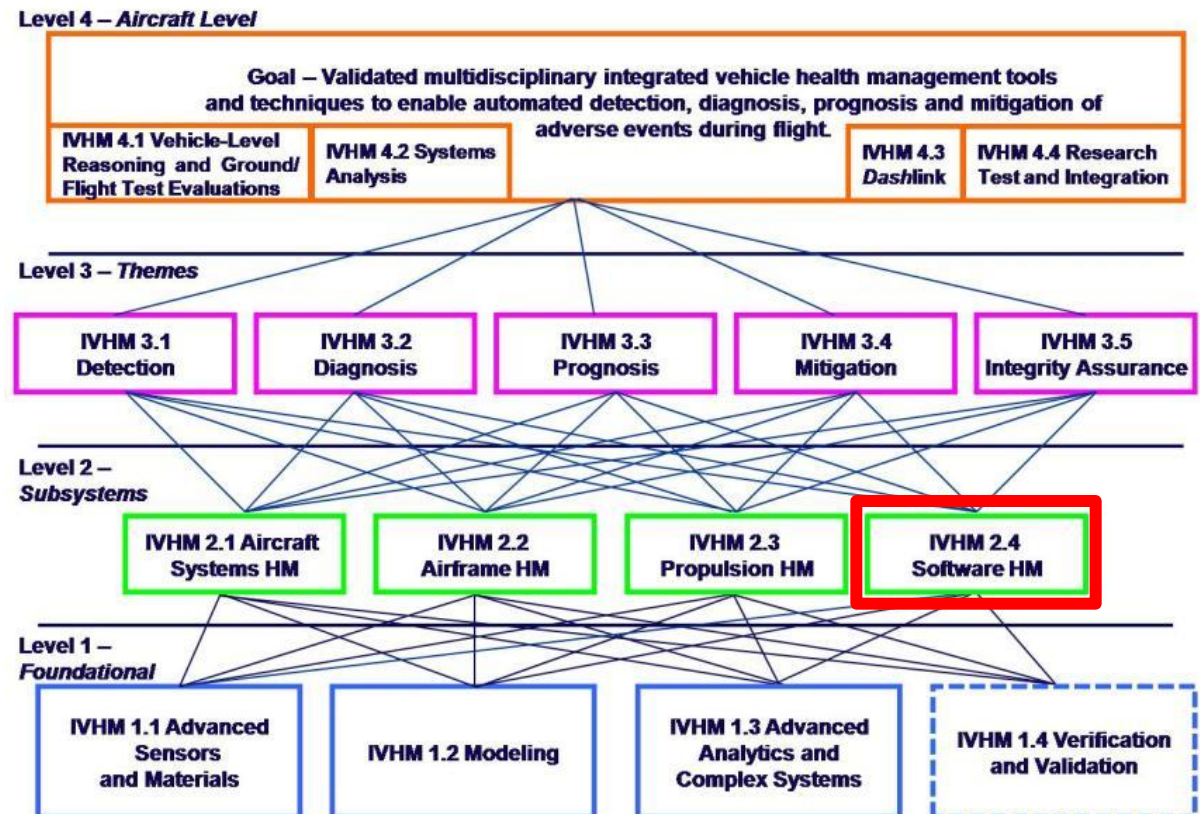 Level 4 – Aircraft Level
Goal – Validated multidisciplinary integrated vehicle health management tools
and techniques to enable automated detection, diagnosis, prognosis and mitigation of
adverse events during flight.
IVHM 4.1 Vehicle-Level
Reasoning and Ground/
Flight Test Evaluations
IVHM 4.2 Systems
Analysis
IVHM 4.3
Dashlink
IVHM 4.4 Research
Test and Integration
Level 3 – Themes
IVHM 3.1
Detection
IVHM 3.2
Diagnosis
IVHM 3.3
Prognosis
IVHM 3.4
Mitigation
IVHM 3.5
Integrity Assurance
Level 2 –
Subsystems
IVHM 2.1 Aircraft
Systems HM
IVHM 2.2
Airframe HM
IVHM 2.3
Propulsion HM
IVHM 2.4
Software HM
Level 1 –
Foundational
IVHM 1.1 Advanced
Sensors
and Materials
IVHM 1.2 Modeling
IVHM 1.3 Advanced
Analytics and
Complex Systems
IVHM 1.4 Verification
and Validation